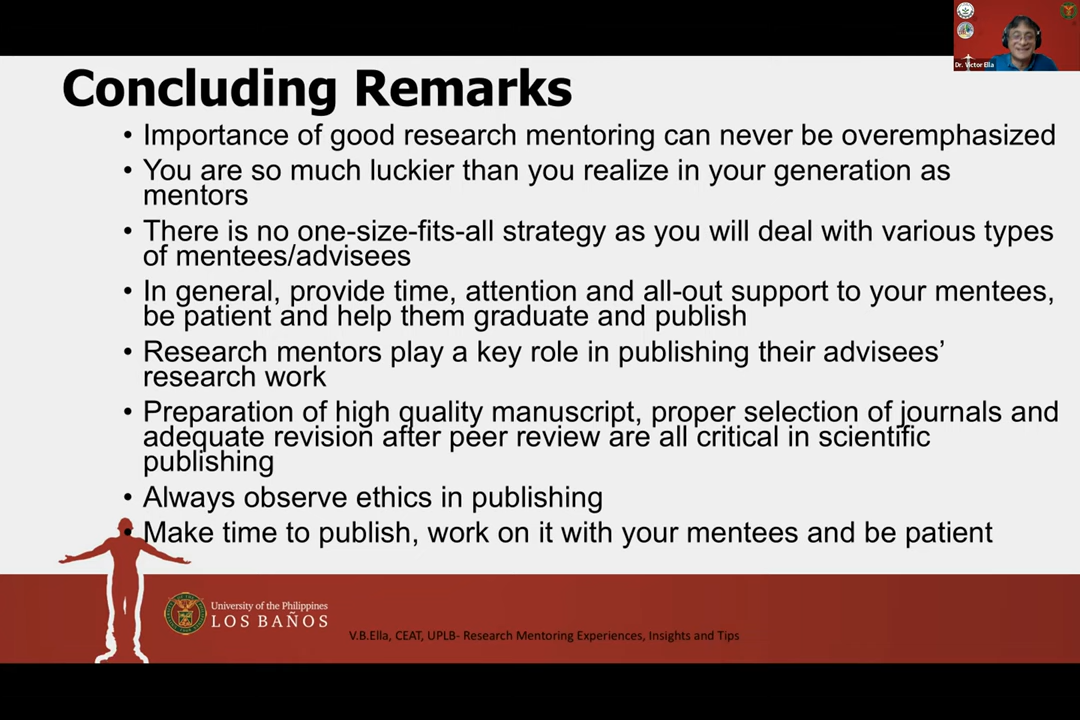 Dr. Victor Ella
Concluding Remarks
• Importance of good research mentoring can never be overemphasized
• You are so much luckier than you realize in your generation as
mentors
• There is no one-size-fits-all strategy as you will deal with various types
of mentees/advisees
• In general, provide time, attention and all-out support to your mentees,
be patient and help them graduate and publish
• Research mentors play a key role in publishing their advisees’
research work
• Preparation of high quality manuscript, proper selection of journals and
adequate revision after peer review are all critical in scientific
publishing
• Always observe ethics in publishing
• Make time to publish, work on it with your mentees and be patient
University of the Philippines
LOS BAÑOS
V.B.Ella, CEAT, UPLB- Research Mentoring Experiences, Insights and Tips